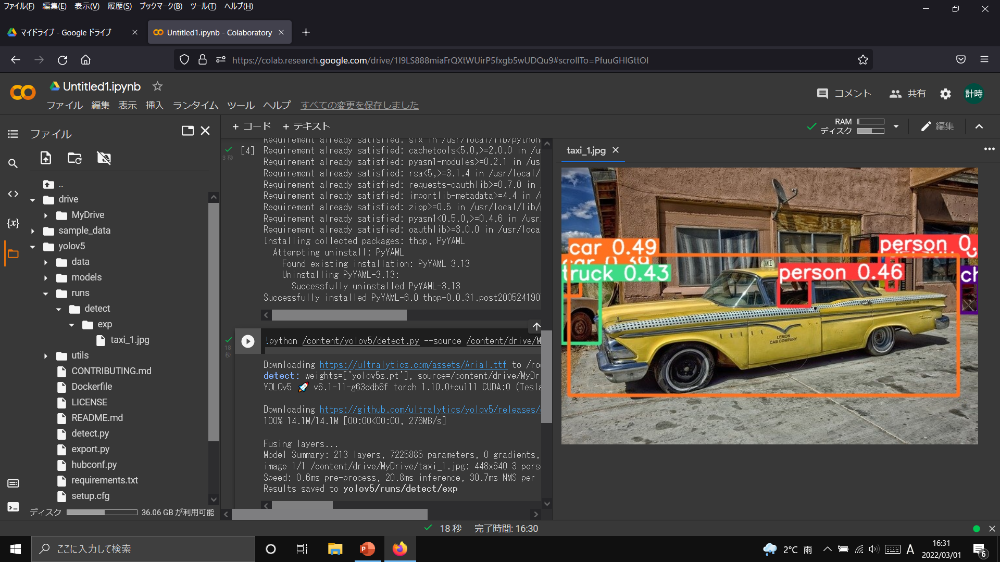 ファイル(F) 編集(E) 表示(V) 履歴(S) ブックマーク(B) ツール(T) ヘルプ(H)
マイドライブ - Google ドライブ
Untitled1.ipynb - Colaboratory
https://colab.research.google.com/drive/1I9LS888miaFrQXtWUirP5fxgb5wUDQu9#scrollTo=PfuuGHlGttOI
Untitled1.ipynb
コメント 共有 計時
ファイル 編集 表示 挿入 ランタイム ツール ヘルプ すべての変更を保存しました
ファイル
+ コード + テキスト
RAM
ディスク
編集
..
drive
MyDrive
sample_data
yolov5
data
models
runs
detect
exp
taxi_1.jpg
utils
CONTRIBUTING.md
Dockerfile
LICENSE
README.md
detect.py
export.py
hubconf.py
requirements.txt
setup.cfg
ディスク 36.06 GB が利用可能
3 秒
[4]
Requirement already satisfied: six in /usr/local/lib/python
Requirement already satisfied: cachetools<5.0,>=2.0.0 in /us
Requirement already satisfied: pyasn1-modules>=0.2.1 in /us
Requirement already satisfied: rsa<5,>=3.1.4 in /usr/local/
Requirement already satisfied: requests-oauthlib>=0.7.0 in
Requirement already satisfied: importlib-metadata>=4.4 in /
Requirement already satisfied: zipp>=0.5 in /usr/local/lib/
Requirement already satisfied: pyasn1<0.5.0,>=0.4.6 in /usr
Requirement already satisfied: oauthlib>=3.0.0 in /usr/loca
Installing collected packages: thop, PyYAML
Attempting uninstall: PyYAML
Found existing installation: PyYAML 3.13
Uninstalling PyYAML-3.13:
Successfully uninstalled PyYAML-3.13
Successfully installed PyYAML-6.0 thop-0.0.31.post200524190
18 秒
!python /content/yolov5/detect.py --source /content/drive/M
Downloading https://ultralytics.com/assets/Arial.ttf to /roo
detect: weights=['yolov5s.pt'], source=/content/drive/MyDr
YOLOv5 🚀 v6.1-11-g63ddb6f torch 1.10.0+cu111 CUDA:0 (Tesla
Downloading https://github.com/ultralytics/yolov5/releases/
100% 14.1M/14.1M [00:00<00:00, 276MB/s]
Fusing layers...
Model Summary: 213 layers, 7225885 parameters, 0 gradients,
image 1/1 /content/drive/MyDrive/taxi_1.jpg: 448x640 3 pers
Speed: 0.6ms pre-process, 20.8ms inference, 30.7ms NMS per
Results saved to yolov5/runs/detect/exp
taxi_1.jpg
car 0.49
car 0.39
truck 0.43
person 0.46
person 0.
ch
TAXI
LEMON
CAB COMPANY
18 秒 完了時間: 16:30
ここに入力して検索
2°C 雨
A
16:31
2022/03/01
6